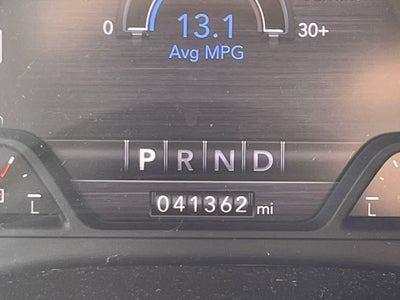 0 13.1 30+
Avg MPG
P R N D
L 041362 mi L